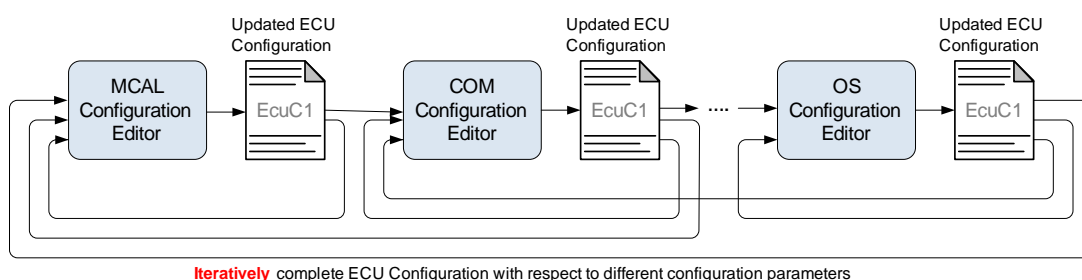 Updated ECU
Configuration
Updated ECU
Configuration
Updated ECU
Configuration
MCAL
Configuration
Editor
EcuC1
COM
Configuration
Editor
EcuC1
....
OS
Configuration
Editor
EcuC1
Iteratively complete ECU Configuration with respect to different configuration parameters